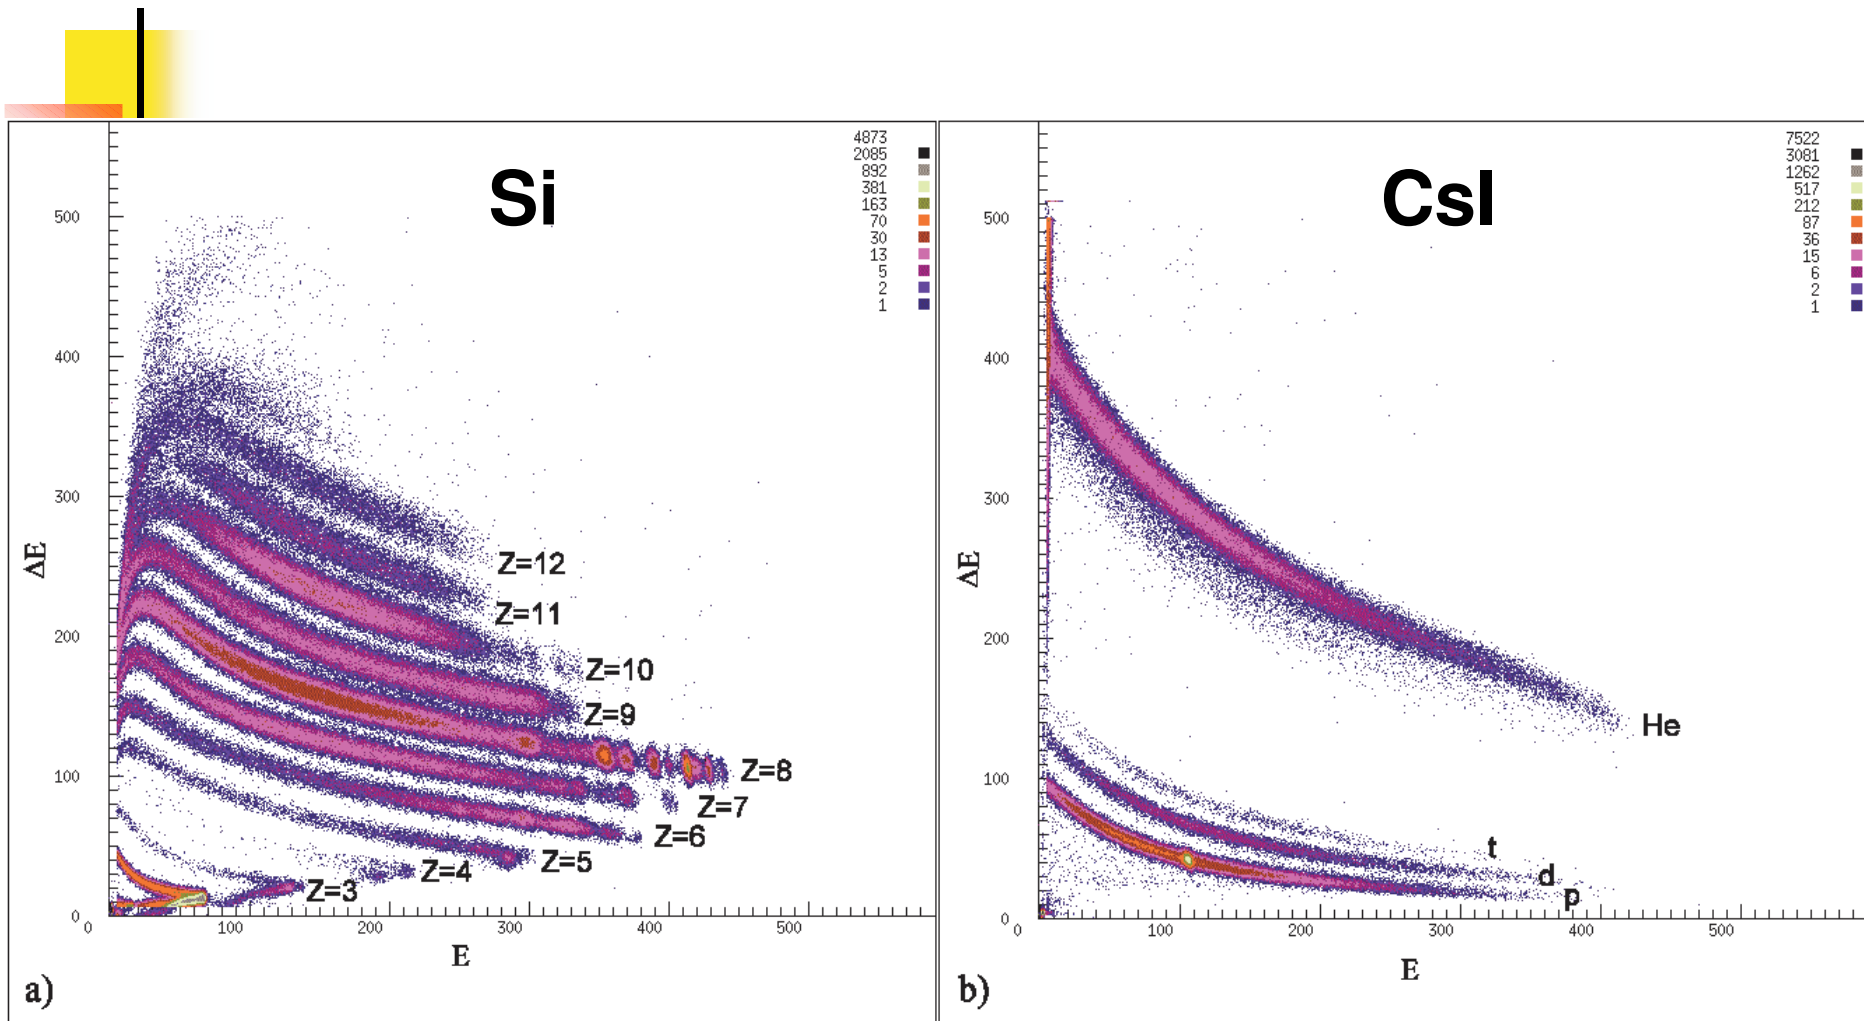 Si
4873
2085
892
381
163
70
30
13
5
2
1
500
400
300
200
100
0
ΔE
Z=12
Z=11
Z=10
Z=9
Z=8
Z=7
Z=6
Z=5
Z=4
Z=3
0 100 200 300 400 500
E
a)
CsI
7522
3081
1262
517
212
87
36
15
6
2
1
500
400
300
200
100
0
ΔE
He
t
d
p
0 100 200 300 400 500
E
b)